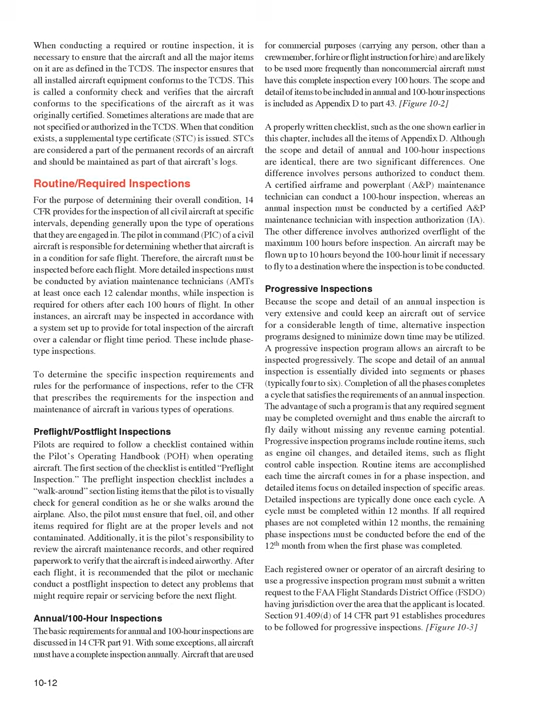 When conducting a required or routine inspection, it is
necessary to ensure that the aircraft and all the major items
on it are as defined in the TCDS. The inspector ensures that
all installed aircraft equipment conforms to the TCDS. This
is called a conformity check and verifies that the aircraft
conforms to the specifications of the aircraft as it was
originally certified. Sometimes alterations are made that are
not specified or authorized in the TCDS. When that condition
exists, a supplemental type certificate (STC) is issued. STCs
are considered a part of the permanent records of an aircraft
and should be maintained as part of that aircraft's logs.
Routine/Required Inspections
For the purpose of determining their overall condition, 14
CFR provides for the inspection of all civil aircraft at specific
intervals, depending generally upon the type of operations
that they are engaged in. The pilot in command (PIC) of a civil
aircraft is responsible for determining whether that aircraft is
in a condition for safe flight. Therefore, the aircraft must be
inspected before each flight. More detailed inspections must
be conducted by aviation maintenance technicians (AMTs
at least once each 12 calendar months, while inspection is
required for others after each 100 hours of flight. In other
instances, an aircraft may be inspected in accordance with
a system set up to provide for total inspection of the aircraft
over a calendar or flight time period. These include phase-
type inspections.
To determine the specific inspection requirements and
rules for the performance of inspections, refer to the CFR
that prescribes the requirements for the inspection and
maintenance of aircraft in various types of operations.
Preflight/Postflight Inspections
Pilots are required to follow a checklist contained within
the Pilot's Operating Handbook (POH) when operating
aircraft. The first section of the checklist is entitled "Preflight
Inspection." The preflight inspection checklist includes a
"walk-around" section listing items that the pilot is to visually
check for general condition as he or she walks around the
airplane. Also, the pilot must ensure that fuel, oil, and other
items required for flight are at the proper levels and not
contaminated. Additionally, it is the pilot's responsibility to
review the aircraft maintenance records, and other required
paperwork to verify that the aircraft is indeed airworthy. After
each flight, it is recommended that the pilot or mechanic
conduct a postflight inspection to detect any problems that
might require repair or servicing before the next flight.
Annual/100-Hour Inspections
The basic requirements for annual and 100-hour inspections are
discussed in 14 CFR part 91. With some exceptions, all aircraft
must have a complete inspection annually. Aircraft that are used
for commercial purposes (carrying any person, other than a
crewmember, for hire or flight instruction for hire) and are likely
to be used more frequently than noncommercial aircraft must
have this complete inspection every 100 hours. The scope and
detail of items to be included in annual and 100-hour inspections
is included as Appendix D to part 43. [Figure 10-2]
A properly written checklist, such as the one shown earlier in
this chapter, includes all the items of Appendix D. Although
the scope and detail of annual and 100-hour inspections
are identical, there are two significant differences. One
difference involves persons authorized to conduct them.
A certified airframe and powerplant (A&P) maintenance
technician can conduct a 100-hour inspection, whereas an
annual inspection must be conducted by a certified A&P
maintenance technician with inspection authorization (IA).
The other difference involves authorized overflight of the
maximum 100 hours before inspection. An aircraft may be
flown up to 10 hours beyond the 100-hour limit if necessary
to fly to a destination where the inspection is to be conducted.
Progressive Inspections
Because the scope and detail of an annual inspection is
very extensive and could keep an aircraft out of service
for a considerable length of time, alternative inspection
programs designed to minimize down time may be utilized.
A progressive inspection program allows an aircraft to be
inspected progressively. The scope and detail of an annual
inspection is essentially divided into segments or phases
(typically four to six). Completion of all the phases completes
a cycle that satisfies the requirements of an annual inspection.
The advantage of such a program is that any required segment
may be completed overnight and thus enable the aircraft to
fly daily without missing any revenue earning potential.
Progressive inspection programs include routine items, such
as engine oil changes, and detailed items, such as flight
control cable inspection. Routine items are accomplished
each time the aircraft comes in for a phase inspection, and
detailed items focus on detailed inspection of specific areas.
Detailed inspections are typically done once each cycle. A
cycle must be completed within 12 months. If all required
phases are not completed within 12 months, the remaining
phase inspections must be conducted before the end of the
12th month from when the first phase was completed.
Each registered owner or operator of an aircraft desiring to
use a progressive inspection program must submit a written
request to the FAA Flight Standards District Office (FSDO)
having jurisdiction over the area that the applicant is located.
Section 91.409(d) of 14 CFR part 91 establishes procedures
to be followed for progressive inspections. [Figure 10-3]
10-12